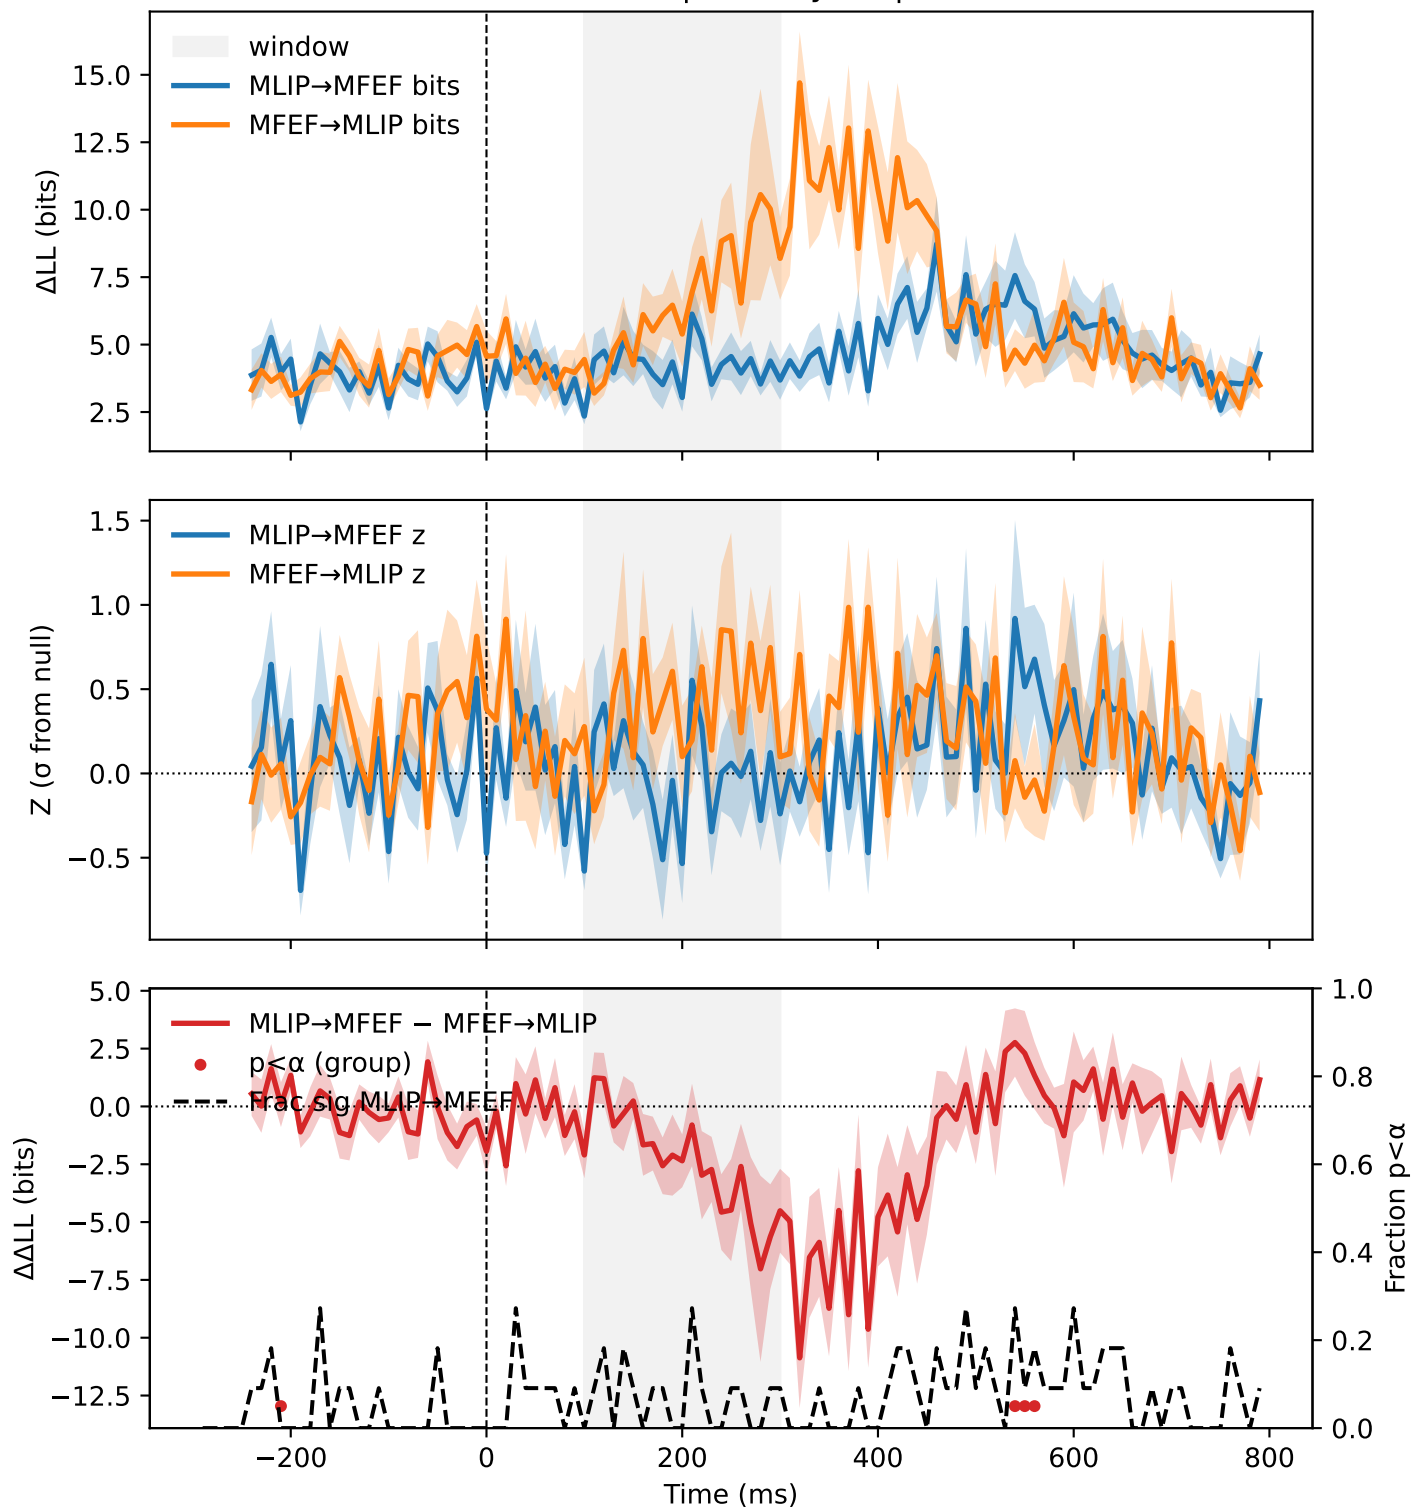 window
MLIP→MFEF bits
MFEF→MLIP bits
15.0
12.5
10.0
7.5
5.0
2.5
ΔLL (bits)
MLIP→MFEF z
MFEF→MLIP z
1.5
1.0
0.5
0.0
−0.5
Z (σ from null)
MLIP→MFEF − MFEF→MLIP
p<α (group)
Frac sig MLIP→MFEF
5.0
2.5
0.0
−2.5
−5.0
−7.5
−10.0
−12.5
ΔΔLL (bits)
1.0
0.8
0.6
0.4
0.2
0.0
Fraction p<α
−200
0
200
400
600
800
Time (ms)